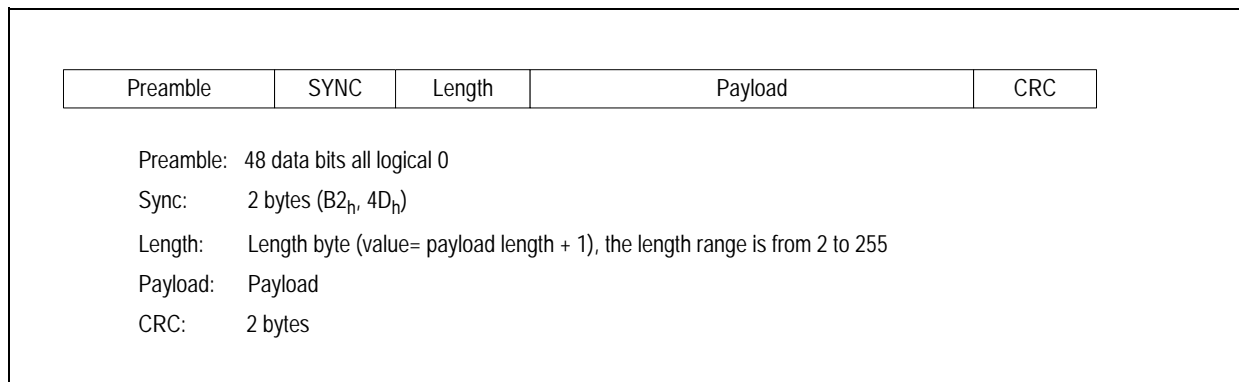 Preamble SYNC Length Payload CRC
Preamble: 48 data bits all logical 0
Sync: 2 bytes (B2h, 4Dh)
Length: Length byte (value= payload length + 1), the length range is from 2 to 255
Payload: Payload
CRC: 2 bytes